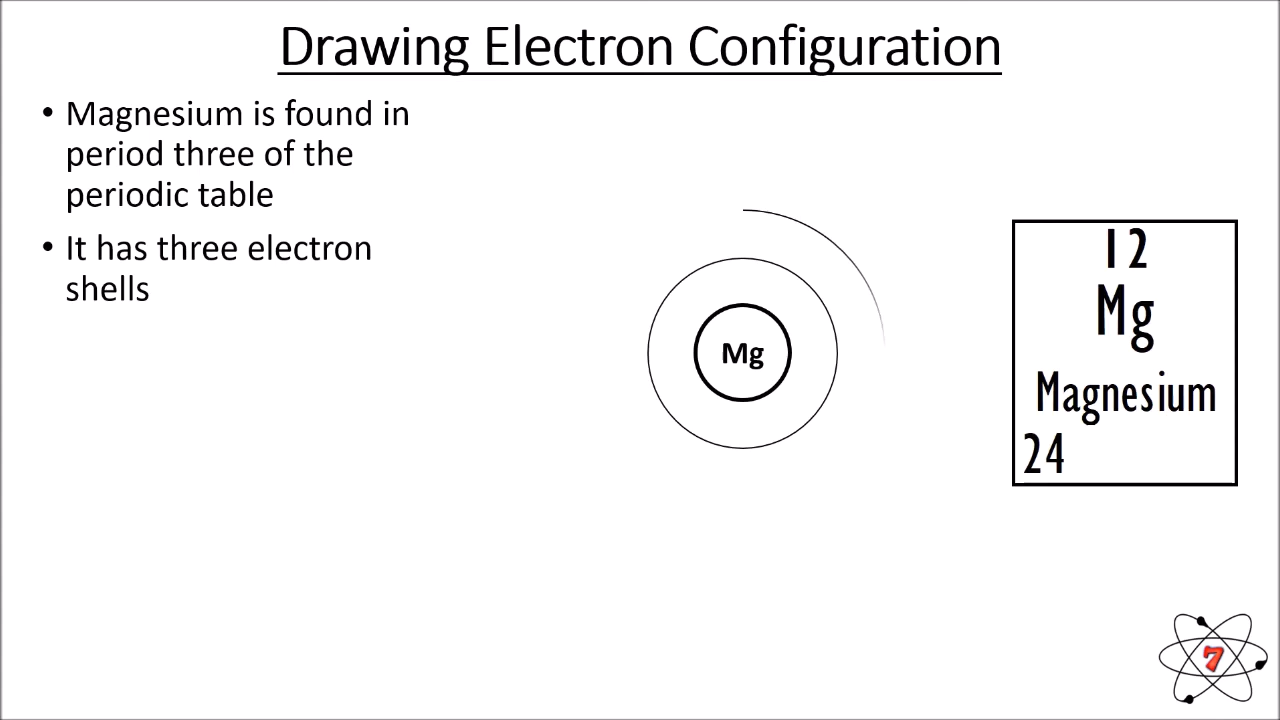 Drawing Electron Configuration
• Magnesium is found in
period three of the
periodic table
• It has three electron
shells
Mg
12
Mg
Magnesium
24
7